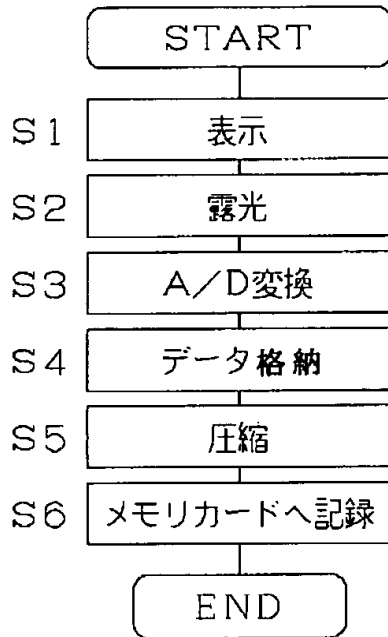 START
S1 表示
S2 露光
S3 A／D変換
S4 データ格納
S5 圧縮
S6 メモリカードへ記録
END